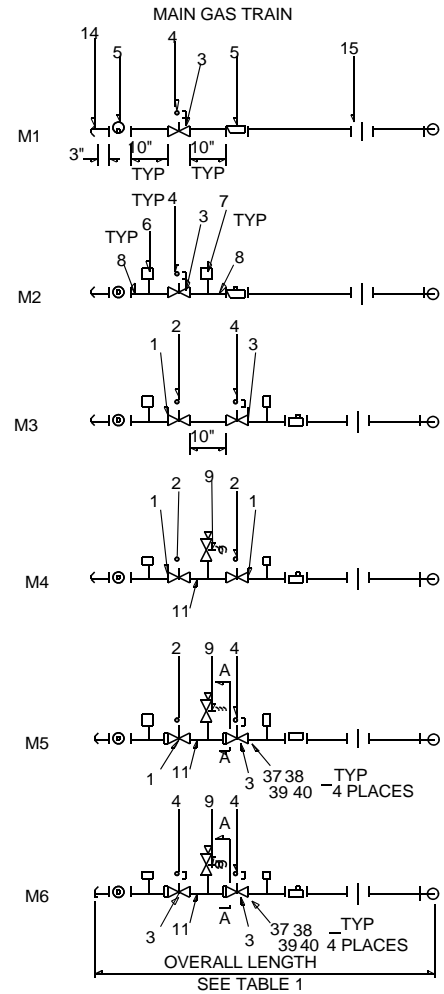 MAIN GAS TRAIN
14 5 4 3 5 15
M1
3" 10" 10"
TYP TYP
TYP 4 7
TYP 6 3 TYP
8 8
M2
2 4
1 3
M3
10"
9
1 2 2 1
M4
11
2 9 4
A
M5
A
1 11 3 37 38 TYP
39 40 4 PLACES
4 9 4
A
M6
A
3 11 3 37 38 TYP
39 40 4 PLACES
OVERALL LENGTH
SEE TABLE 1